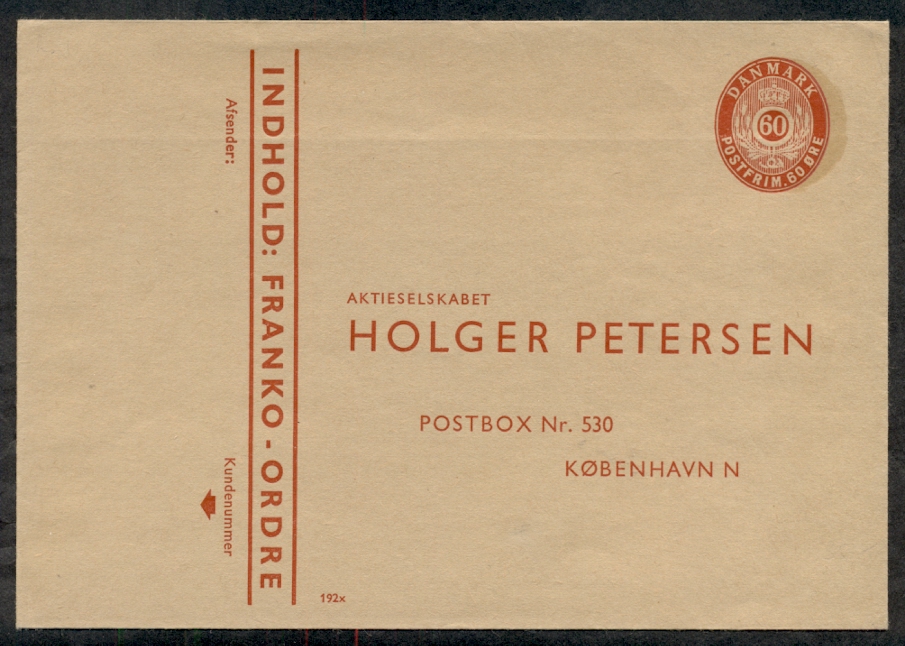 DANMARK
60
POSTFRIM. 60 ØRE
Afsender:
INDHOLD: FRANKO - ORDRE
Kundenummer
AKTIESELSKABET
HOLGER PETERSEN
POSTBOX Nr. 530
KØBENHAVN N
192x